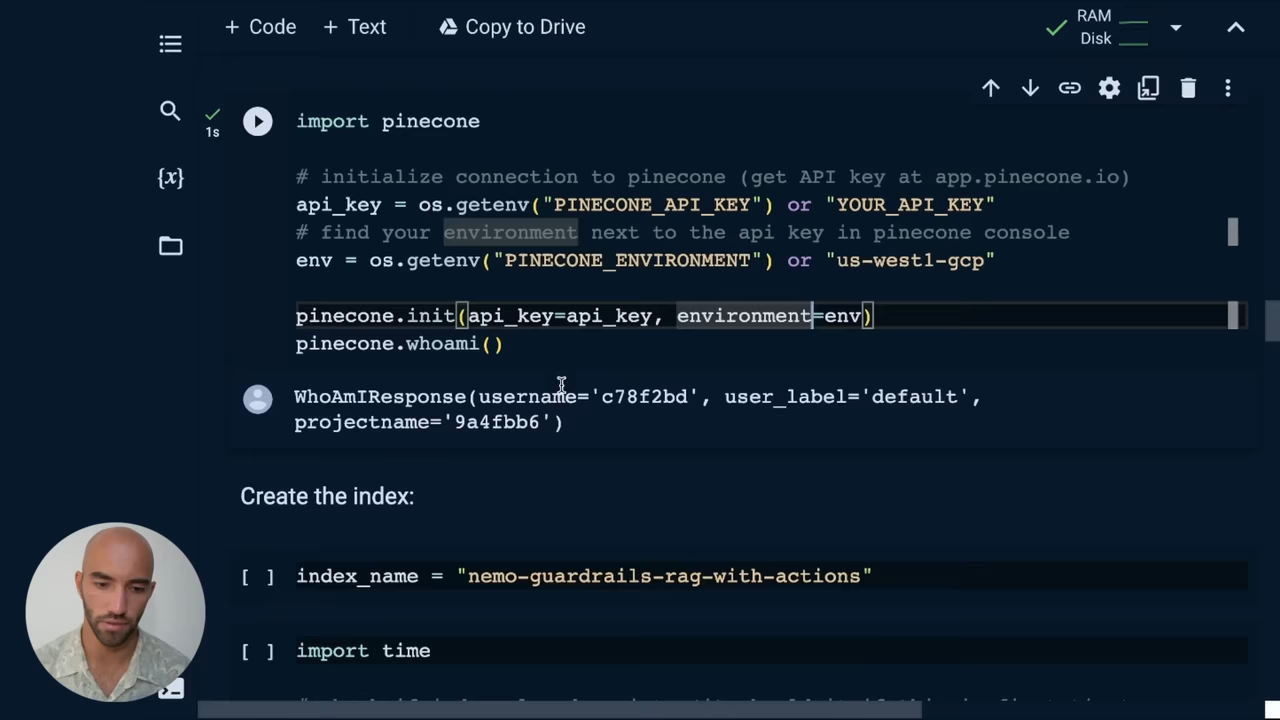 + Code + Text Copy to Drive RAM
Disk
1s
import pinecone
# initialize connection to pinecone (get API key at app.pinecone.io)
api_key = os.getenv("PINECONE_API_KEY") or "YOUR_API_KEY"
# find your environment next to the api key in pinecone console
env = os.getenv("PINECONE_ENVIRONMENT") or "us-west1-gcp"
pinecone.init(api_key=api_key, environment=env)
pinecone.whoami()
WhoAmIResponse(username='c78f2bd', user_label='default',
projectname='9a4fbb6')
Create the index:
[ ] index_name = "nemo-guardrails-rag-with-actions"
[ ] import time